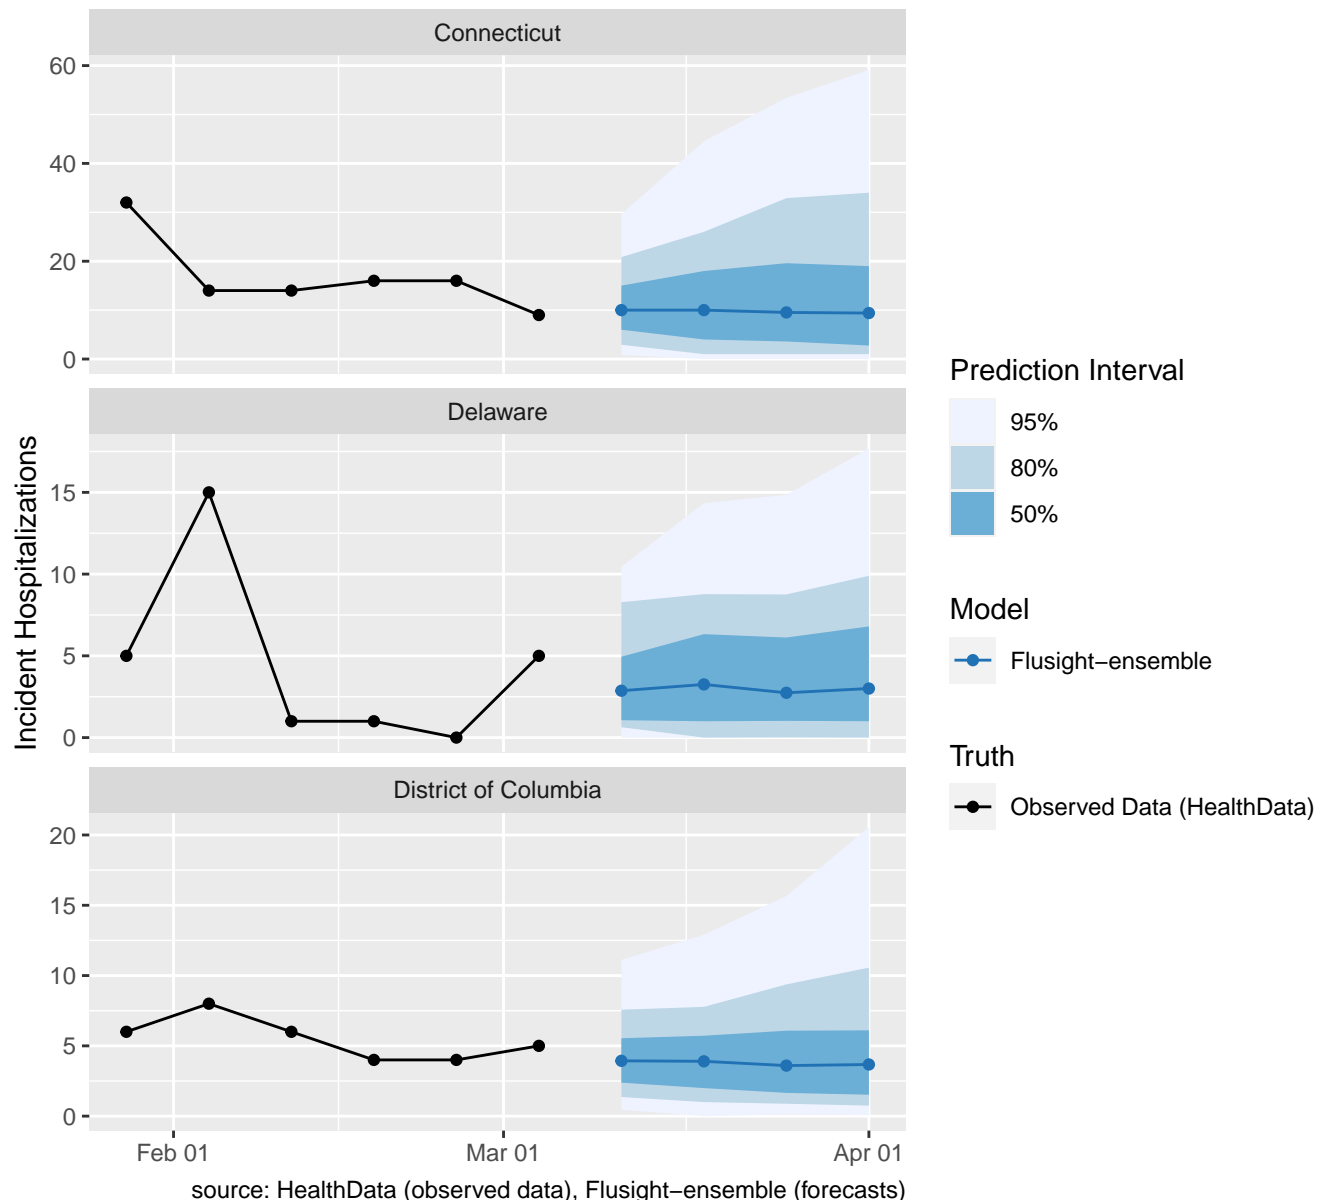 Connecticut
60
40
20
0
Delaware
15
10
5
0
District of Columbia
20
15
10
5
0
Feb 01
Mar 01
Apr 01
Incident Hospitalizations
source: HealthData (observed data), Flusight−ensemble (forecasts)
Prediction Interval
95%
80%
50%
Model
Flusight−ensemble
Truth
Observed Data (HealthData)